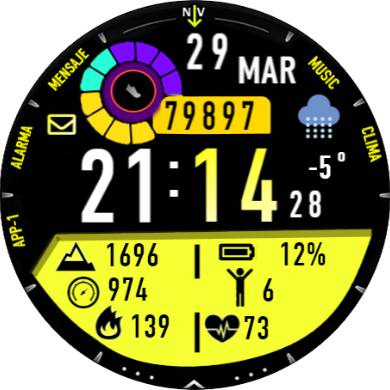 N V
29 MAR
MENSAJE
MUSIC
79897
ALARMA
CLIMA
-5°
21:14 28
APP-1
1696 12%
974 6
139 73